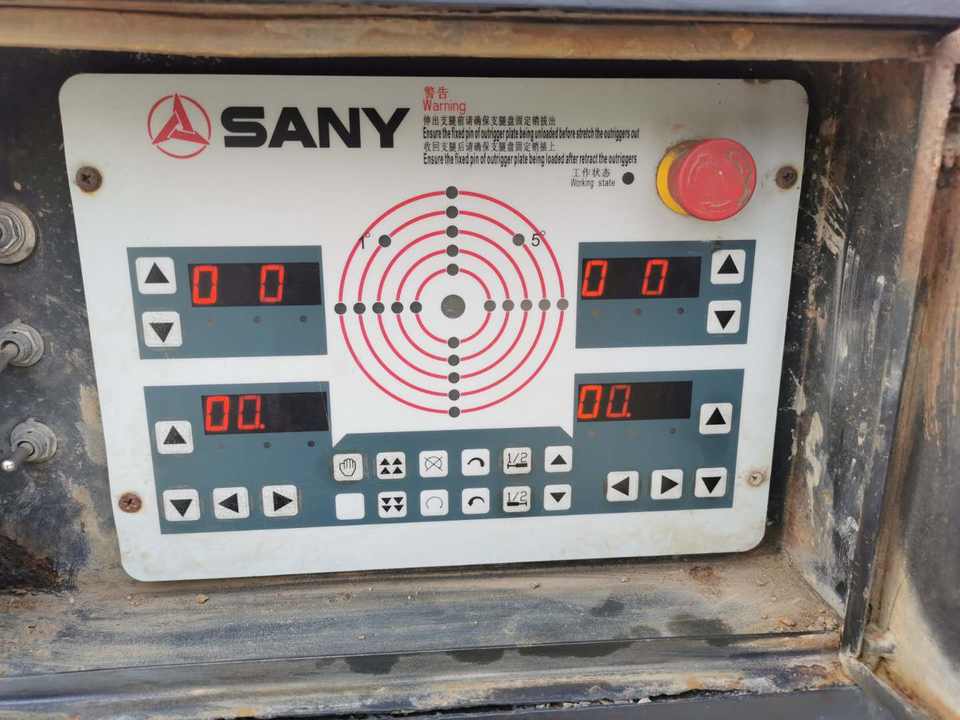 SANY
警告
Warning
伸出支腿前请确保支腿盘固定销拔出
Ensure the fixed pin of outrigger plate being unloaded before stretch the outriggers out
收回支腿后请确保支腿盘固定销插上
Ensure the fixed pin of outrigger plate being loaded after retract the outriggers
工作状态
Working state
1° 5°
0 0
0 0
00.
00.
1/2
1/2